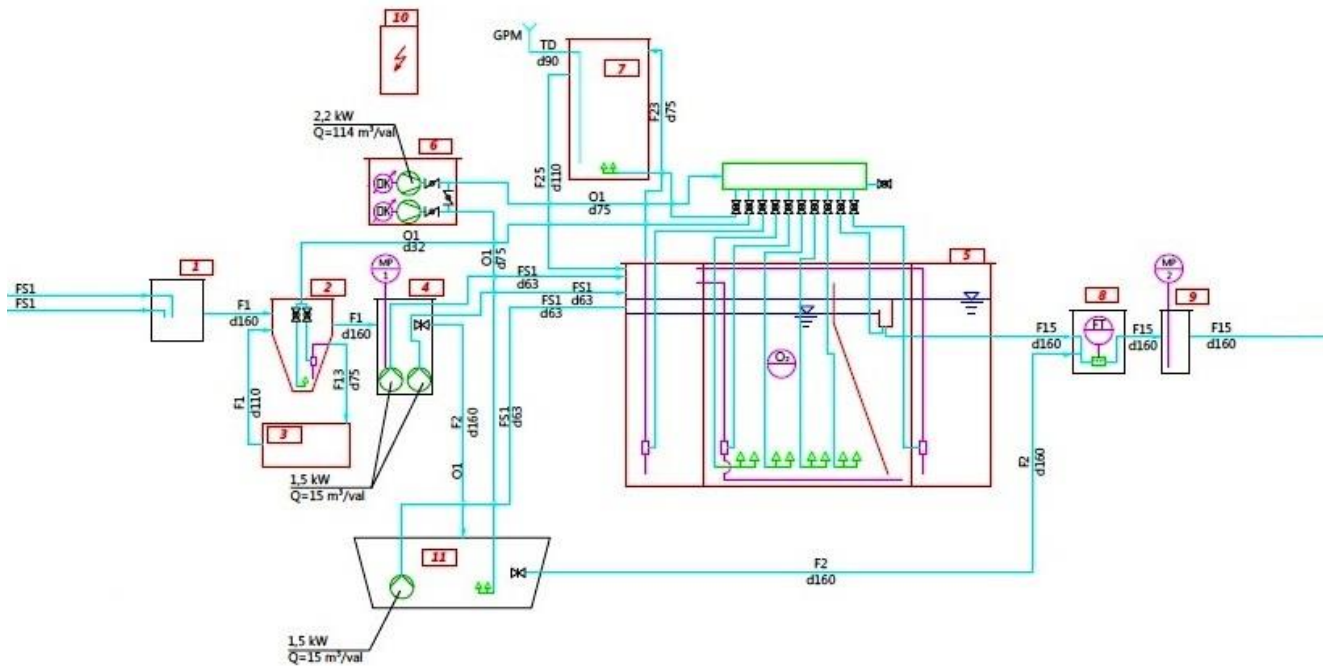 10
GPM
TD
d90
7
F23
d75
2,2 kW
Q=114 m³/val
6
F25
d110
OK
OK
O1
d75
O1
d32
O1
d75
1
FS1
FS1
2
MP
1
4
FS1
d63
FS1
d63
FS1
d63
5
MP
2
8
9
F1
d160
F1
d160
FT
F15
d160
F15
d160
F15
d160
O₂
F1
d110
F13
d75
3
F2
d160
O1
FS1
d63
F2
d160
1,5 kW
Q=15 m³/val
11
F2
d160
1,5 kW
Q=15 m³/val